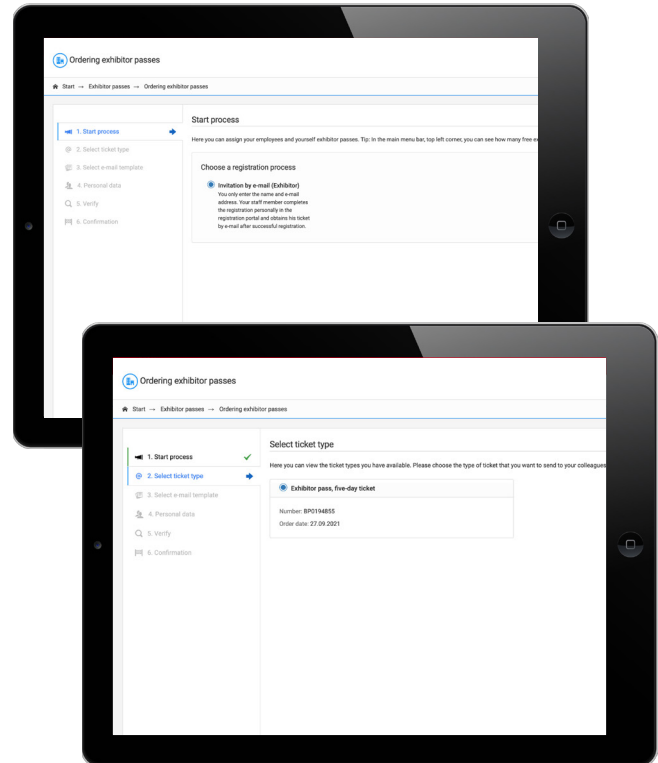 Ordering exhibitor passes
Start → Exhibitor passes → Ordering exhibitor passes
1. Start process
2. Select ticket type
3. Select e-mail template
4. Personal data
5. Verify
6. Confirmation
Start process
Here you can assign your employees and yourself exhibitor passes. Tip: In the main menu bar, top left corner, you can see how many free
Choose a registration process
Invitation by e-mail (Exhibitor)
You only enter the name and e-mail
address. Your staff member completes
the registration personally in the
registration portal and obtains his ticket
by e-mail after successful registration.
Ordering exhibitor passes
Start → Exhibitor passes → Ordering exhibitor passes
1. Start process
2. Select ticket type
3. Select e-mail template
4. Personal data
5. Verify
6. Confirmation
Select ticket type
Here you can view the ticket types you have available. Please choose the type of ticket that you want to send to your colleagues
Exhibitor pass, five-day ticket
Number: BP0194855
Order date: 27.09.2021